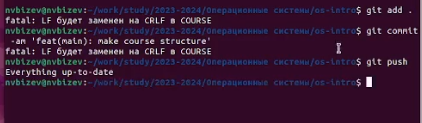 nvbizev@nvbizev:~/work/study/2023-2024/Операционные системы/os-intro$ git add .
fatal: LF будет заменен на CRLF в COURSE
nvbizev@nvbizev:~/work/study/2023-2024/Операционные системы/os-intro$ git commit
-am 'feat(main): make course structure'
fatal: LF будет заменен на CRLF в COURSE
nvbizev@nvbizev:~/work/study/2023-2024/Операционные системы/os-intro$ git push
Everything up-to-date
nvbizev@nvbizev:~/work/study/2023-2024/Операционные системы/os-intro$